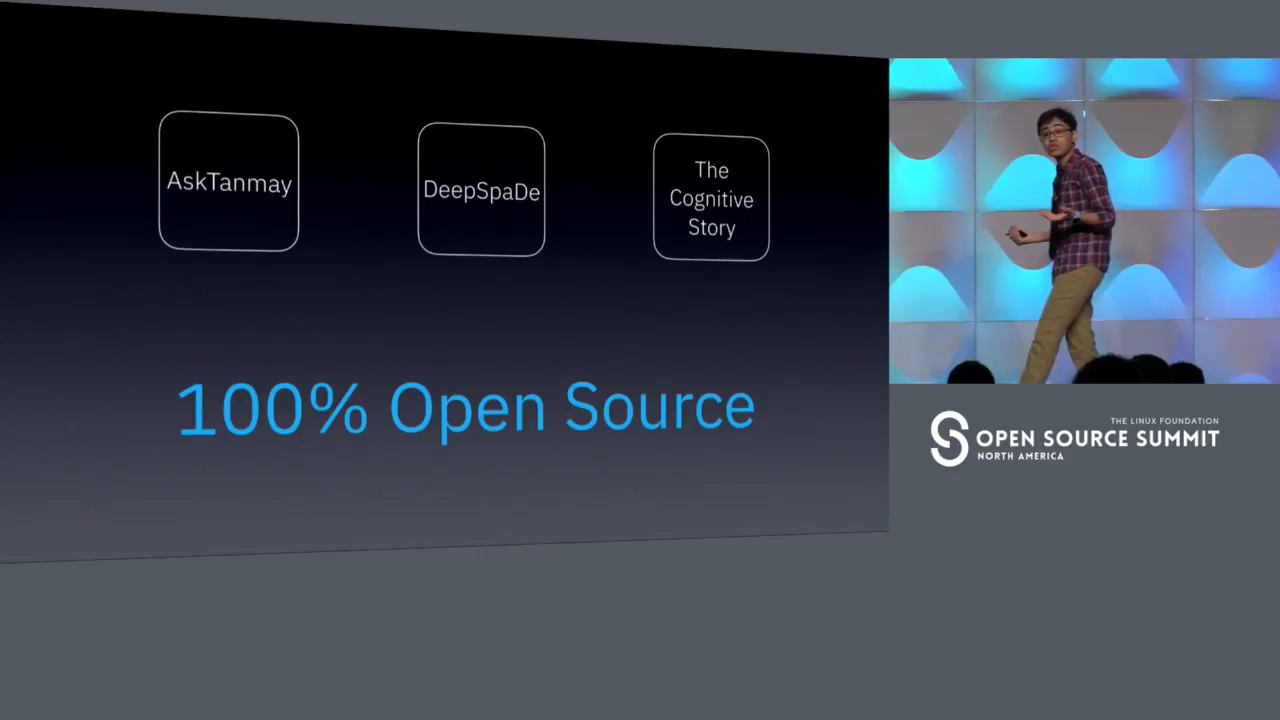 AskTanmay
DeepSpaDe
The
Cognitive
Story
100% Open Source
THE LINUX FOUNDATION
OPEN SOURCE SUMMIT
NORTH AMERICA